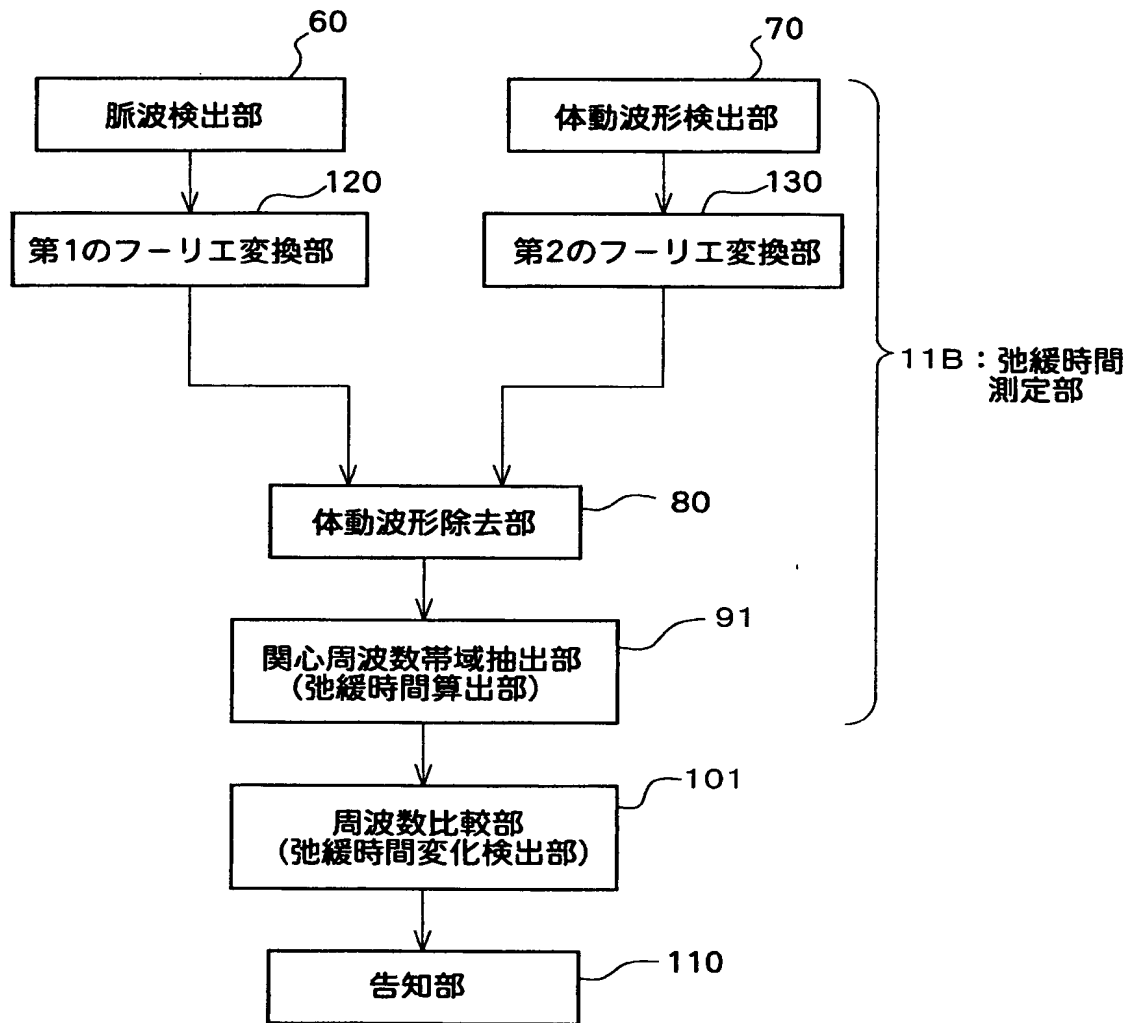 60
70
脈波検出部
体動波形検出部
120
130
第1のフーリエ変換部
第2のフーリエ変換部
11B:弛緩時間
測定部
体動波形除去部
80
91
関心周波数帯域抽出部
(弛緩時間算出部)
101
周波数比較部
(弛緩時間変化検出部)
告知部
110